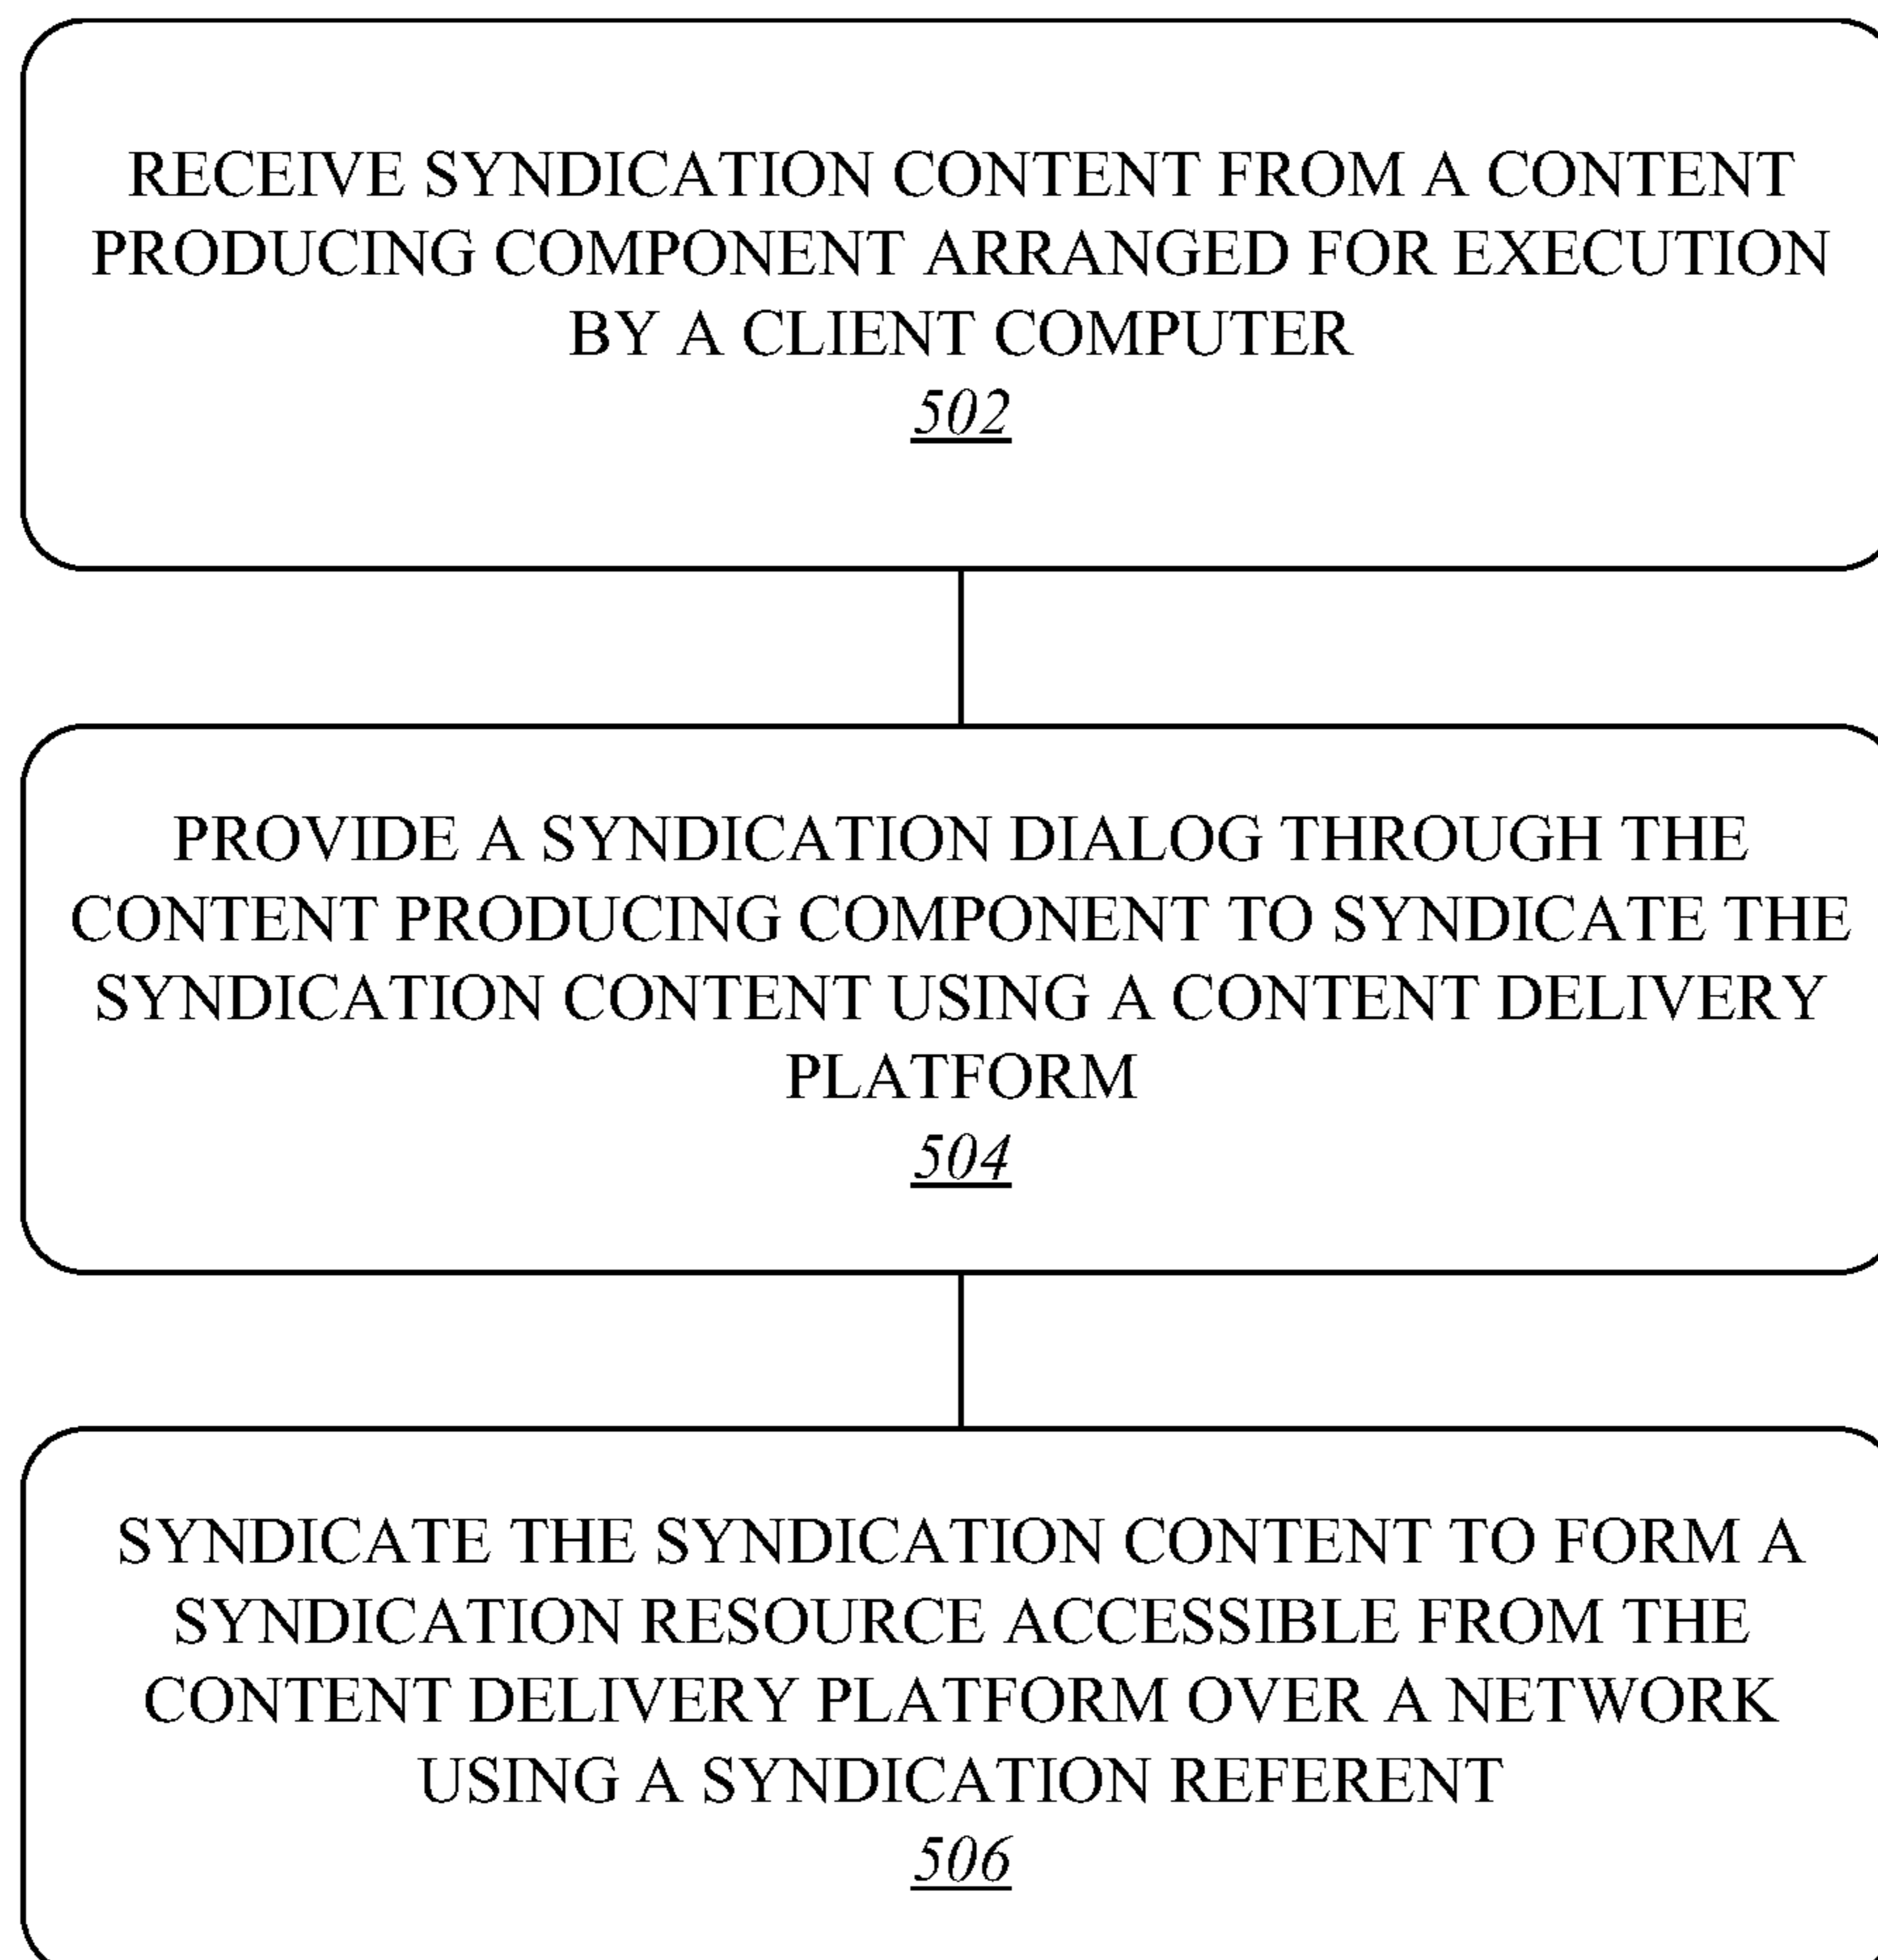 RECEIVE SYNDICATION CONTENT FROM A CONTENT
PRODUCING COMPONENT ARRANGED FOR EXECUTION
BY A CLIENT COMPUTER
502
PROVIDE A SYNDICATION DIALOG THROUGH THE
CONTENT PRODUCING COMPONENT TO SYNDICATE THE
SYNDICATION CONTENT USING A CONTENT DELIVERY
PLATFORM
504
SYNDICATE THE SYNDICATION CONTENT TO FORM A
SYNDICATION RESOURCE ACCESSIBLE FROM THE
CONTENT DELIVERY PLATFORM OVER A NETWORK
USING A SYNDICATION REFERENT
506